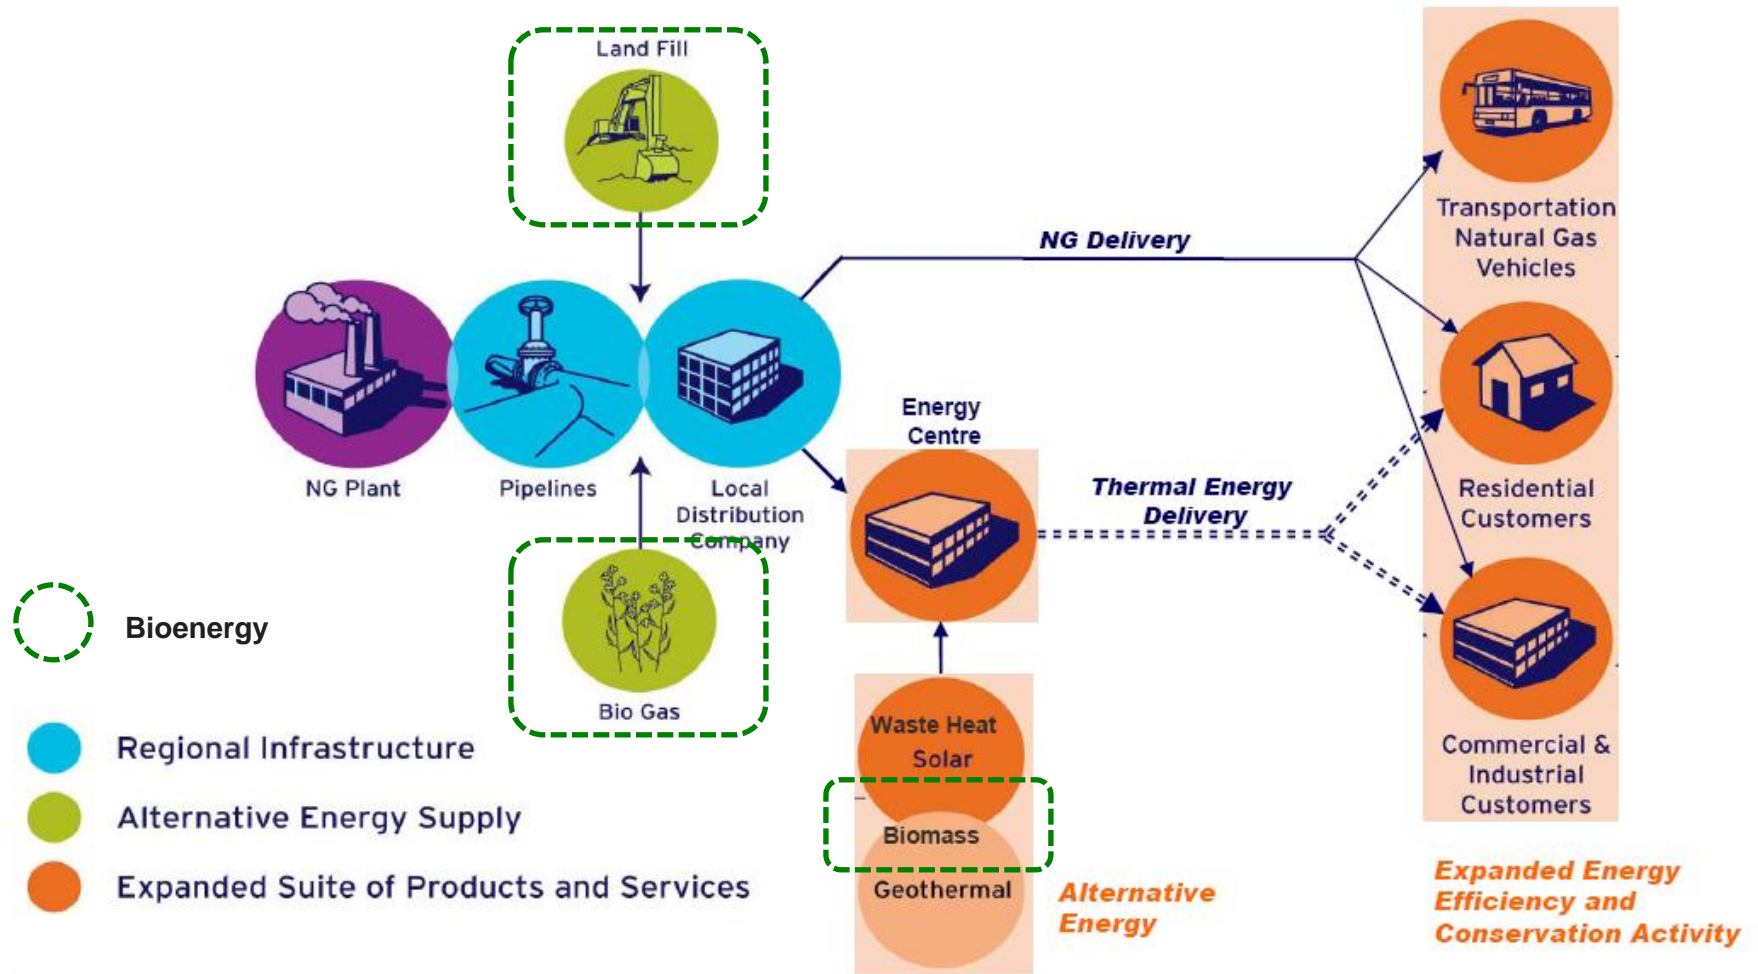 Land Fill
NG Delivery
Transportation
Natural Gas
Vehicles
NG Plant
Pipelines
Local
Distribution
Company
Energy
Centre
Thermal Energy
Delivery
Residential
Customers
Bio Gas
Waste Heat
Solar
Biomass
Geothermal
Alternative
Energy
Commercial &
Industrial
Customers
Expanded Energy
Efficiency and
Conservation Activity
Bioenergy
Regional Infrastructure
Alternative Energy Supply
Expanded Suite of Products and Services